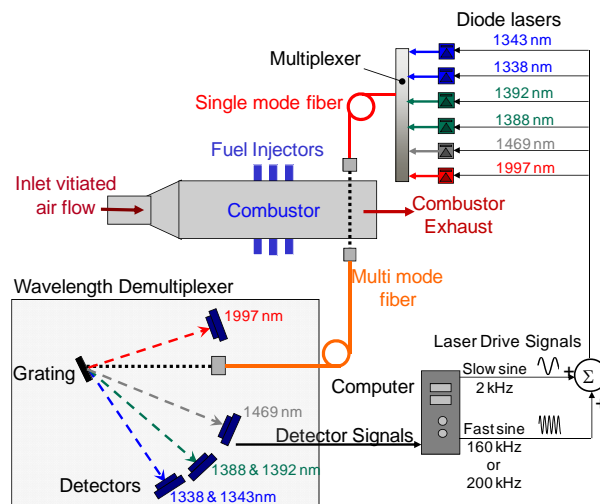 Diode lasers
1343 nm
Multiplexer
1338 nm
Single mode fiber
1392 nm
1388 nm
Fuel Injectors
1469 nm
Inlet vitiated
air flow
1997 nm
Combustor
Combustor
Exhaust
Multi mode
fiber
Wavelength Demultiplexer
1997 nm
Laser Drive Signals
Grating
Computer
Slow sine
2 kHz
+
Σ
+
1469 nm
Detector Signals
Fast sine
160 kHz
or
200 kHz
1388 & 1392nm
Detectors
1338 & 1343nm